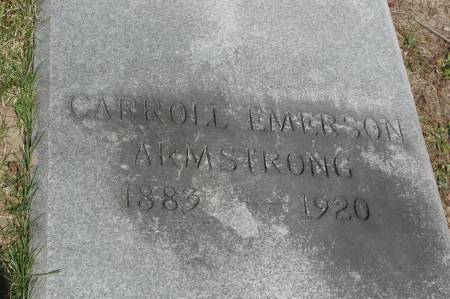 CARROLL EMERSON
ARMSTRONG
1883 - 1920